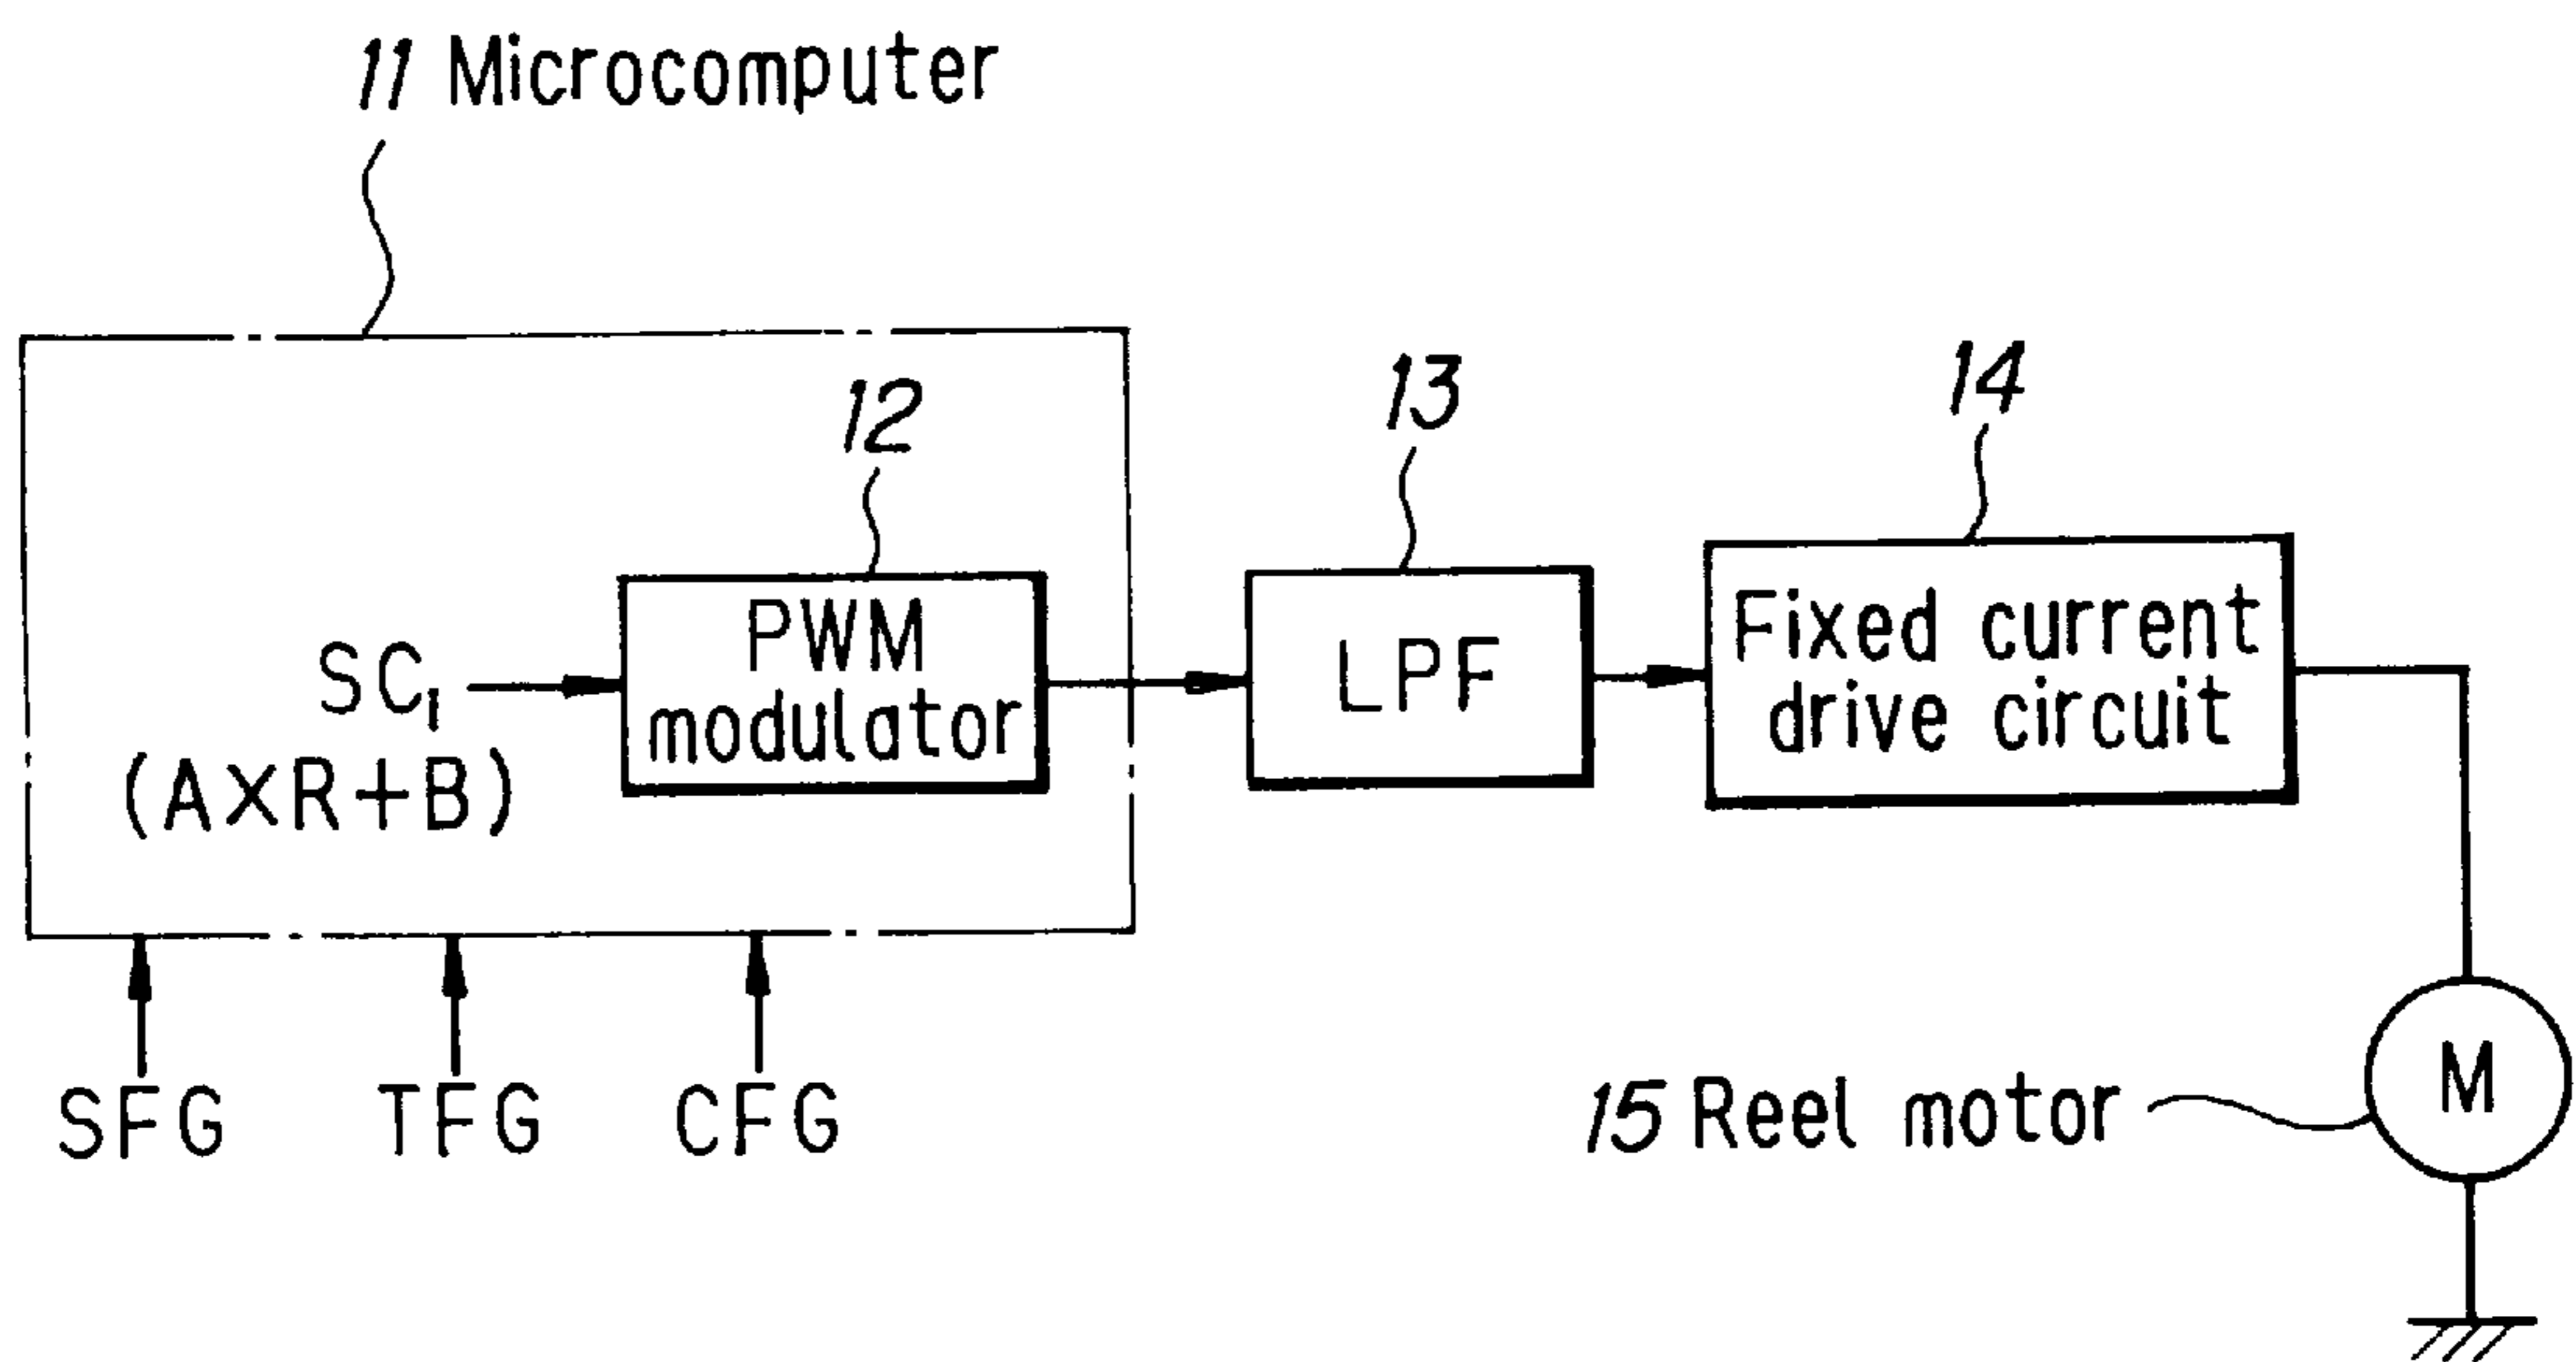 11 Microcomputer
12
13
14
PWM
modulator
SC₁
(A×R+B)
LPF
Fixed current
drive circuit
SFG
TFG
CFG
15 Reel motor
M